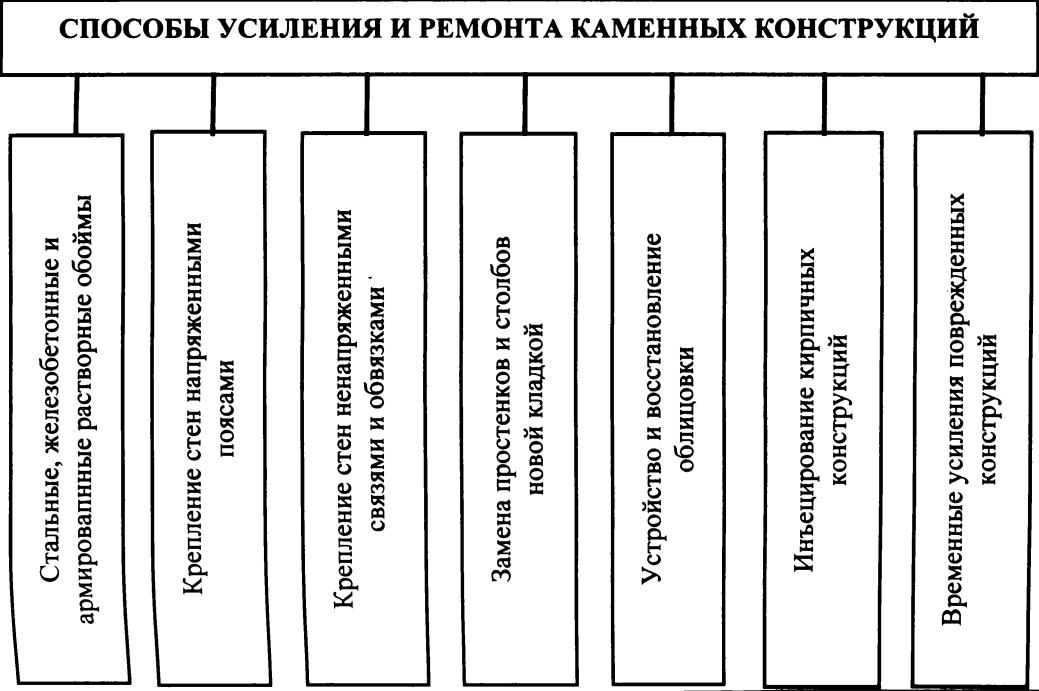 СПОСОБЫ УСИЛЕНИЯ И РЕМОНТА КАМЕННЫХ КОНСТРУКЦИЙ
Стальные, железобетонные и
армированные растворные обоймы
Крепление стен напряженными
поясами
Крепление стен ненапряженными
связями и обвязками
Замена простенков и столбов
новой кладкой
Устройство и восстановление
облицовки
Инъецирование кирпичных
конструкций
Временные усиления поврежденных
конструкций